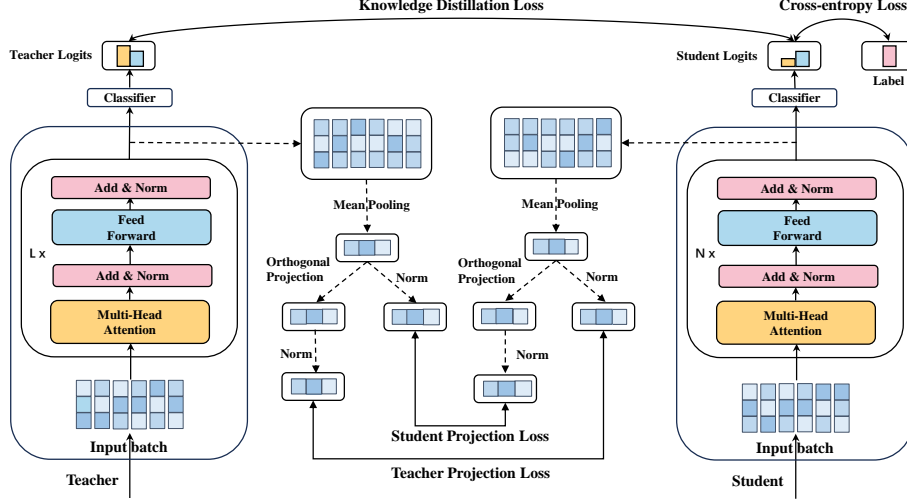 Knowledge Distillation Loss
Cross-entropy Loss
Teacher Logits
Student Logits
Label
Classifier
Classifier
Add & Norm
Feed
Forward
L x
Add & Norm
Multi-Head
Attention
Input batch
Teacher
Mean Pooling
Orthogonal
Projection
Norm
Norm
Mean Pooling
Orthogonal
Projection
Norm
Norm
Student Projection Loss
Teacher Projection Loss
Add & Norm
Feed
Forward
N x
Add & Norm
Multi-Head
Attention
Input batch
Student